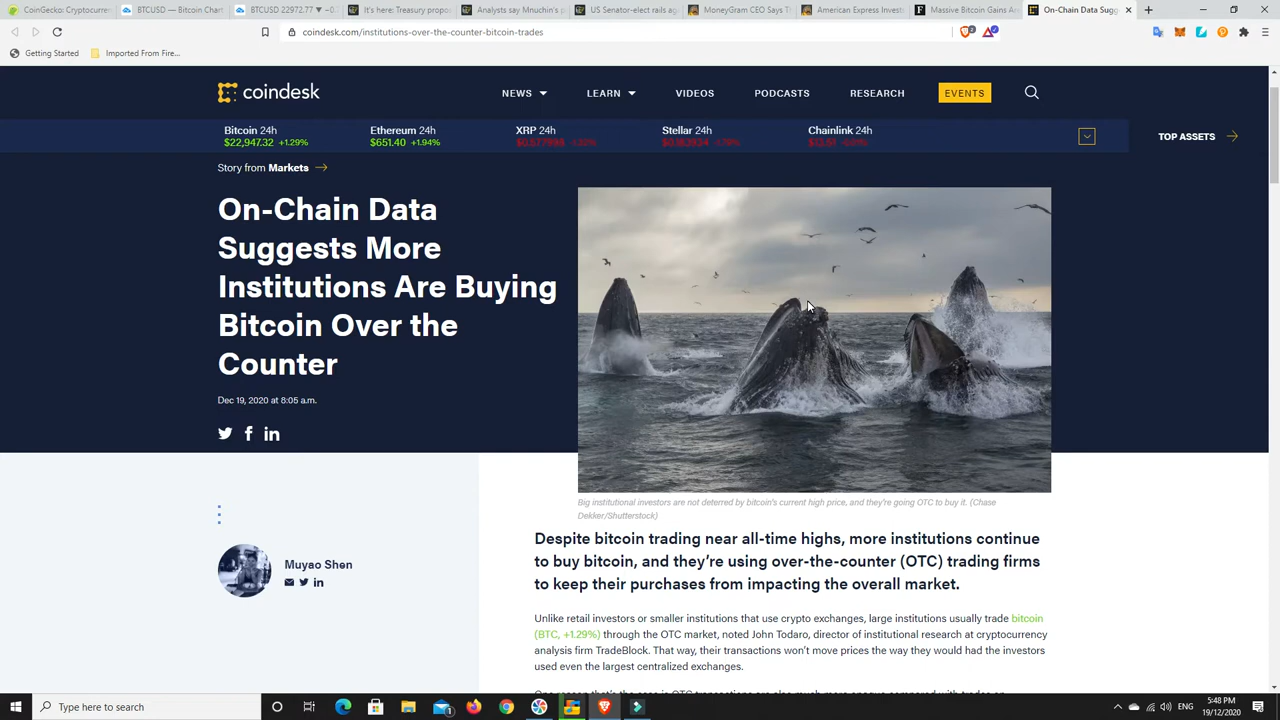 CoinGecko: Cryptocurren
BTCUSD — Bitcoin Chart
BTCUSD 22972.77 ▼ −0.
It's here: Treasury propos
Analysts say Mnuchin's p
US Senator-elect rails ag
MoneyGram CEO Says Th
American Express Invest
Massive Bitcoin Gains A
On-Chain Data Sugg
coindesk.com/institutions-over-the-counter-bitcoin-trades
Getting Started
Imported From Fire...
coindesk
NEWS
LEARN
VIDEOS
PODCASTS
RESEARCH
EVENTS
Bitcoin 24h
Ethereum 24h
XRP 24h
Stellar 24h
Chainlink 24h
$22,947.32 +1.29%
$651.40 +1.94%
TOP ASSETS
Story from Markets
On-Chain Data
Suggests More
Institutions Are Buying
Bitcoin Over the
Counter
Dec 19, 2020 at 8:05 a.m.
Big institutional investors are not deterred by bitcoin's current high price, and they're going OTC to buy it. (Chase
Dekker/Shutterstock)
Muyao Shen
Despite bitcoin trading near all-time highs, more institutions continue
to buy bitcoin, and they're using over-the-counter (OTC) trading firms
to keep their purchases from impacting the overall market.
Unlike retail investors or smaller institutions that use crypto exchanges, large institutions usually trade bitcoin
(BTC, +1.29%) through the OTC market, noted John Todaro, director of institutional research at cryptocurrency
analysis firm TradeBlock. That way, their transactions won't move prices the way they would had the investors
used even the largest centralized exchanges.
Type here to search
ENG
5:48 PM
19/12/2020